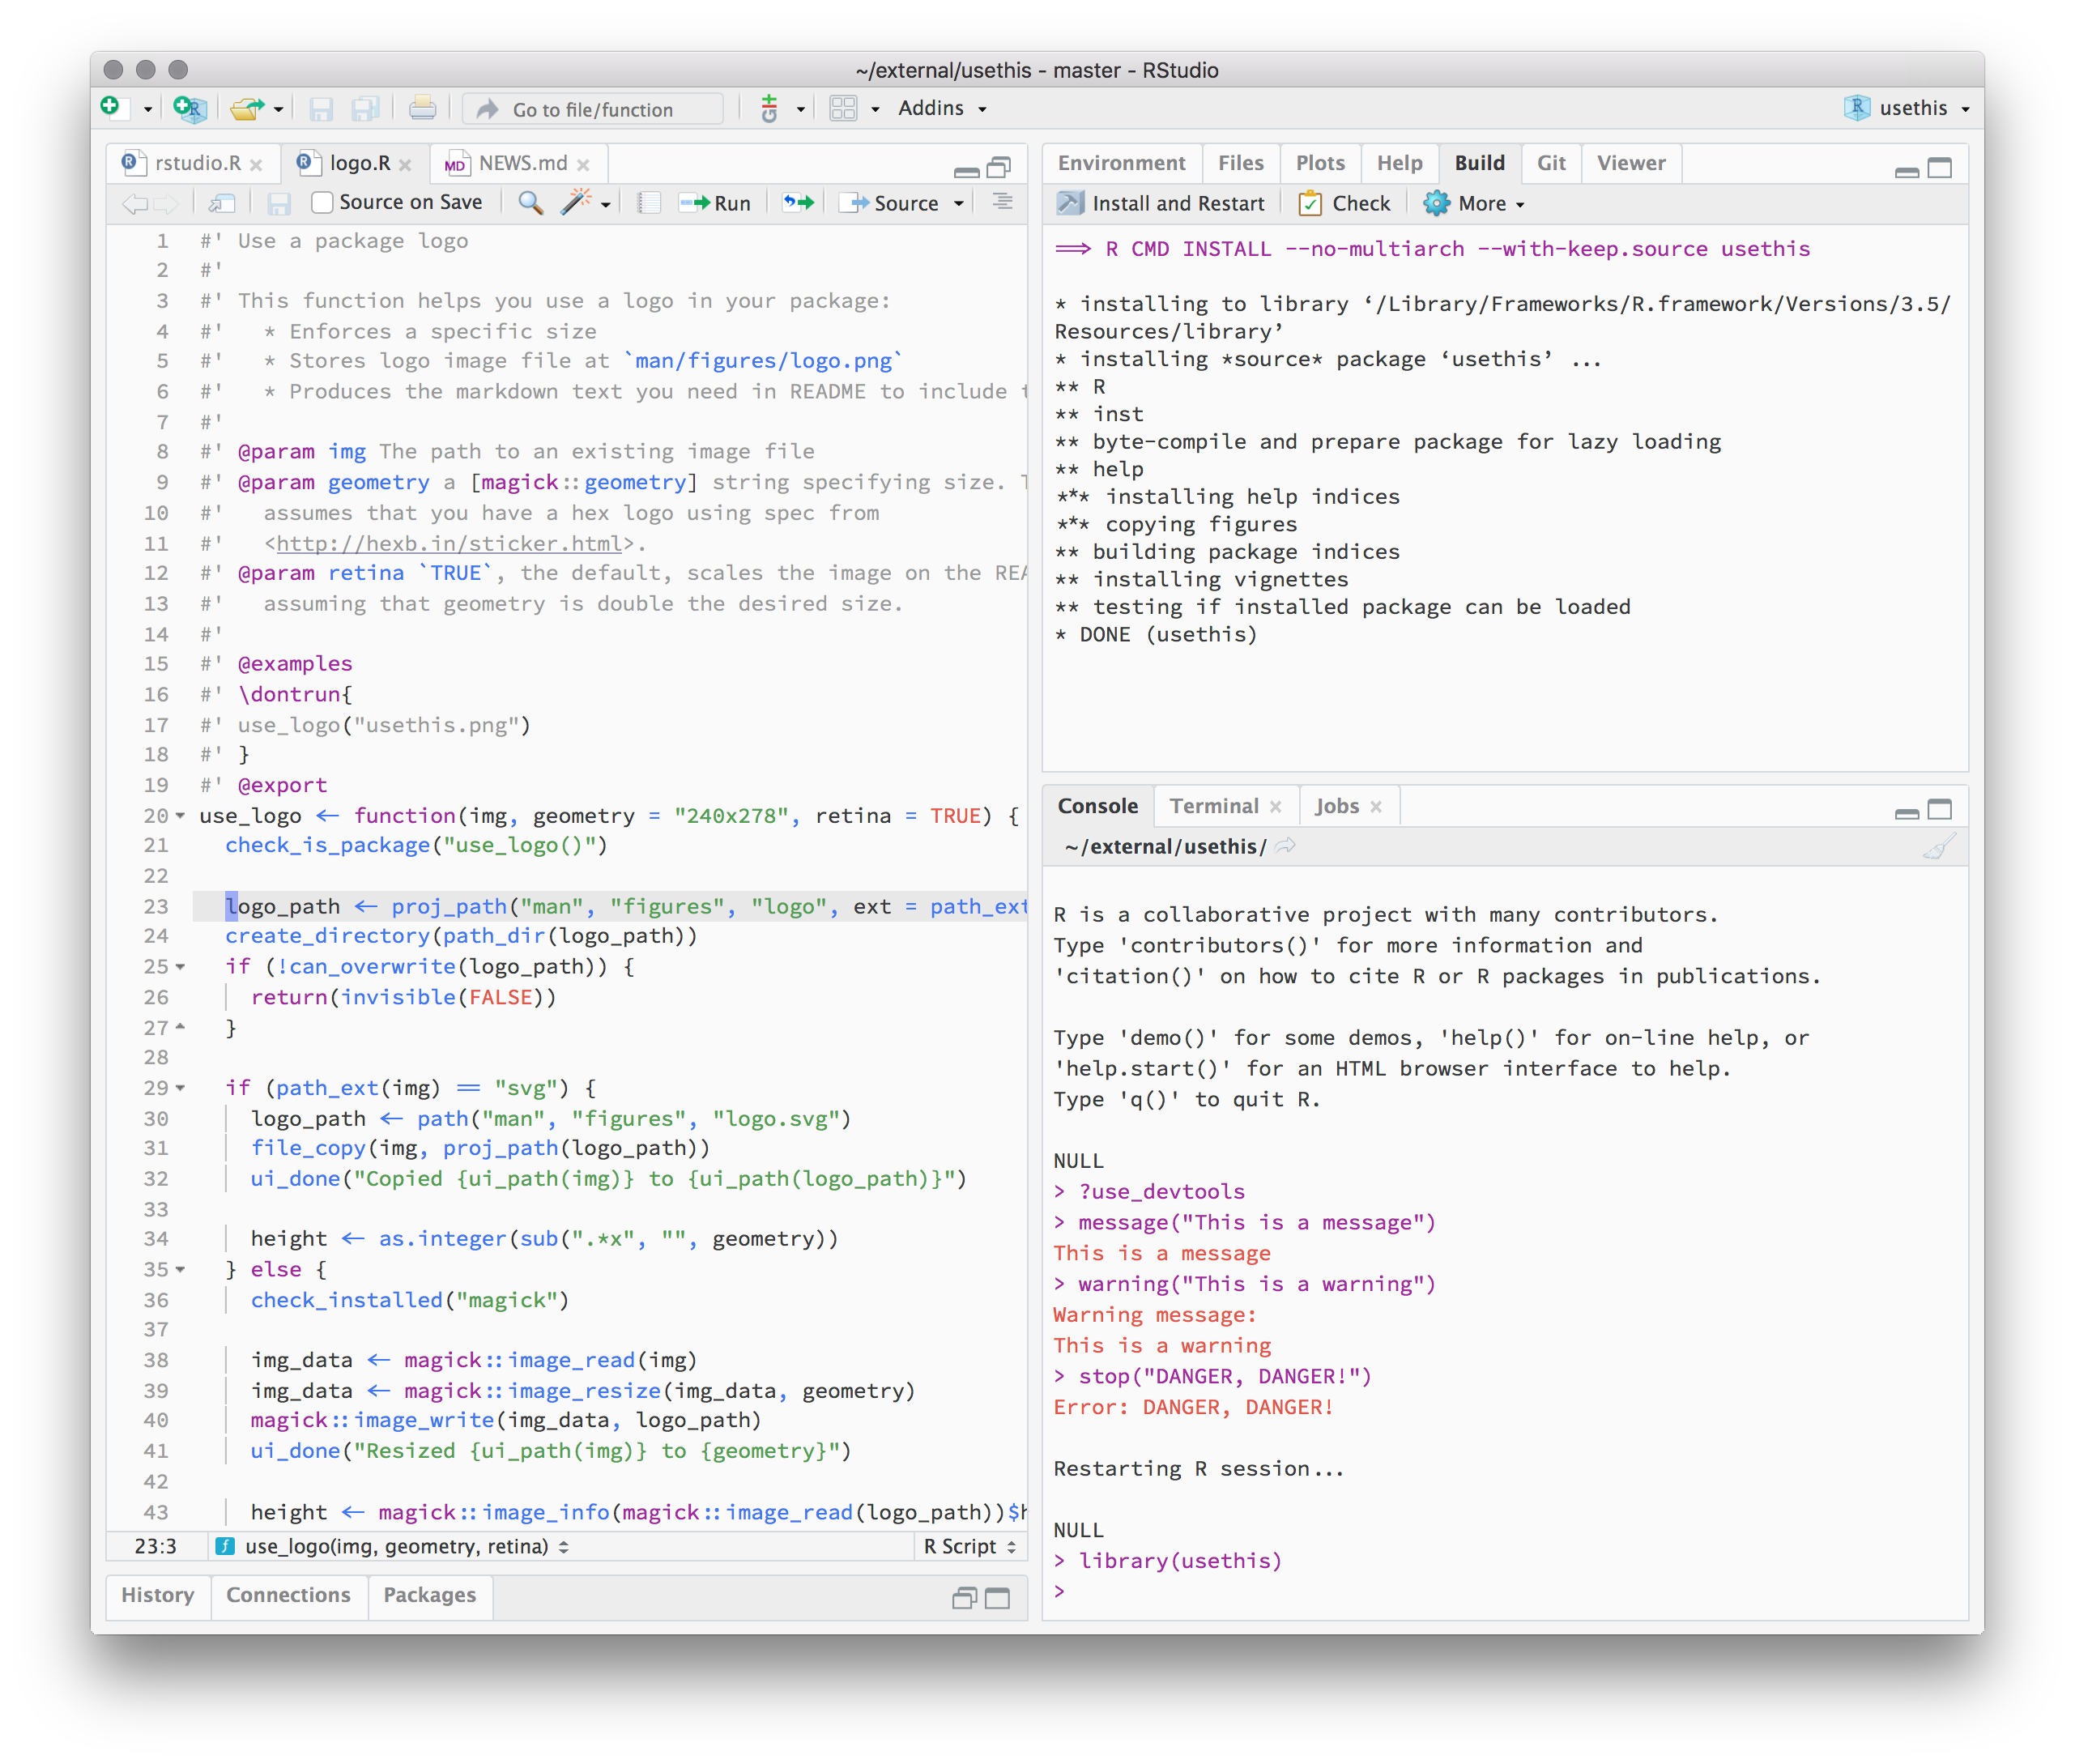 ~/external/usethis - master - RStudio
Go to file/function
Addins
usethis
rstudio.R
logo.R
NEWS.md
Source on Save
Run
Source
1 #' Use a package logo
2 #'
3 #' This function helps you use a logo in your package:
4 #'   * Enforces a specific size
5 #'   * Stores logo image file at `man/figures/logo.png`
6 #'   * Produces the markdown text you need in README to include
7 #'
8 #' @param img The path to an existing image file
9 #' @param geometry a [magick::geometry] string specifying size.
10 #'   assumes that you have a hex logo using spec from
11 #'   <http://hexb.in/sticker.html>.
12 #' @param retina `TRUE`, the default, scales the image on the REA
13 #'   assuming that geometry is double the desired size.
14 #'
15 #' @examples
16 #' \dontrun{
17 #' use_logo("usethis.png")
18 #' }
19 #' @export
20 use_logo <- function(img, geometry = "240x278", retina = TRUE) {
21   check_is_package("use_logo()")
22
23   logo_path <- proj_path("man", "figures", "logo", ext = path_ext
24   create_directory(path_dir(logo_path))
25   if (!can_overwrite(logo_path)) {
26     return(invisible(FALSE))
27   }
28
29   if (path_ext(img) == "svg") {
30     logo_path <- path("man", "figures", "logo.svg")
31     file_copy(img, proj_path(logo_path))
32     ui_done("Copied {ui_path(img)} to {ui_path(logo_path)}")
33
34     height <- as.integer(sub(".*x", "", geometry))
35   } else {
36     check_installed("magick")
37
38     img_data <- magick::image_read(img)
39     img_data <- magick::image_resize(img_data, geometry)
40     magick::image_write(img_data, logo_path)
41     ui_done("Resized {ui_path(img)} to {geometry}")
42
43     height <- magick::image_info(magick::image_read(logo_path))$h
23:3
use_logo(img, geometry, retina)
R Script
History
Connections
Packages
Environment
Files
Plots
Help
Build
Git
Viewer
Install and Restart
Check
More
==> R CMD INSTALL --no-multiarch --with-keep.source usethis
* installing to library ‘/Library/Frameworks/R.framework/Versions/3.5/
Resources/library’
* installing *source* package ‘usethis’ ...
** R
** inst
** byte-compile and prepare package for lazy loading
** help
*** installing help indices
*** copying figures
** building package indices
** installing vignettes
** testing if installed package can be loaded
* DONE (usethis)
Console
Terminal
Jobs
~/external/usethis/
R is a collaborative project with many contributors.
Type 'contributors()' for more information and
'citation()' on how to cite R or R packages in publications.
Type 'demo()' for some demos, 'help()' for on-line help, or
'help.start()' for an HTML browser interface to help.
Type 'q()' to quit R.
NULL
> ?use_devtools
> message("This is a message")
This is a message
> warning("This is a warning")
Warning message:
This is a warning
> stop("DANGER, DANGER!")
Error: DANGER, DANGER!
Restarting R session...
NULL
> library(usethis)
>